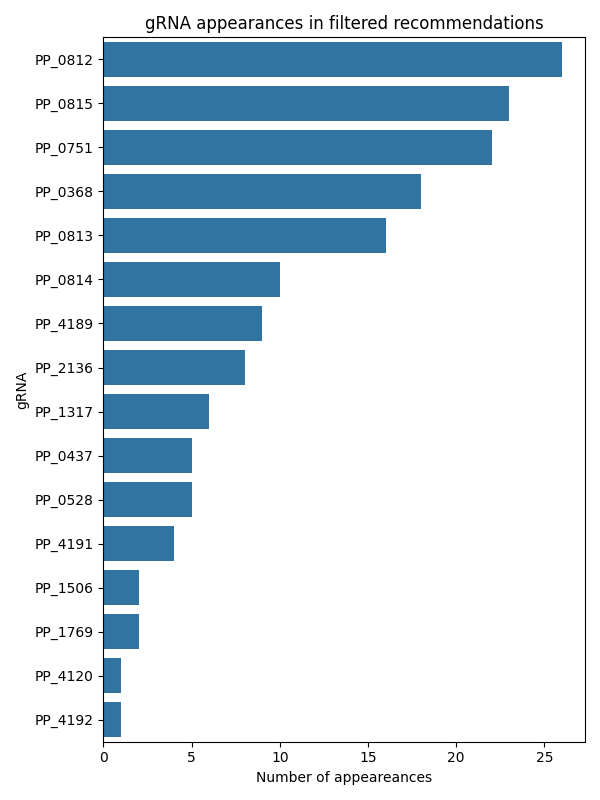 gRNA appearances in filtered recommendations
PP_0812
PP_0815
PP_0751
PP_0368
PP_0813
PP_0814
PP_4189
PP_2136
PP_1317
PP_0437
PP_0528
PP_4191
PP_1506
PP_1769
PP_4120
PP_4192
gRNA
0 5 10 15 20 25
Number of appeareances